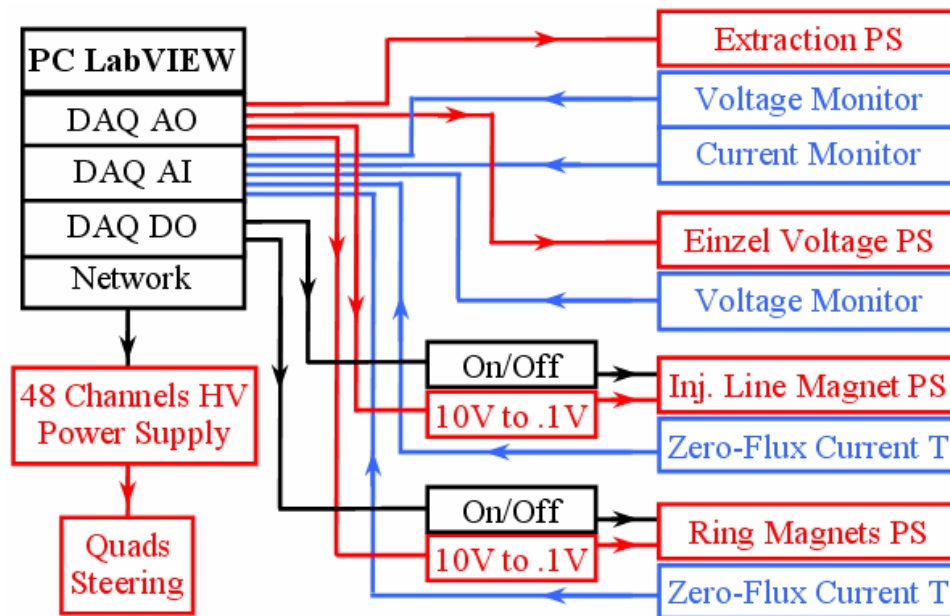 PC LabVIEW
DAQ AO
DAQ AI
DAQ DO
Network
48 Channels HV
Power Supply
Quads
Steering
On/Off
10V to .1V
On/Off
10V to .1V
Extraction PS
Voltage Monitor
Current Monitor
Einzel Voltage PS
Voltage Monitor
Inj. Line Magnet PS
Zero-Flux Current T
Ring Magnets PS
Zero-Flux Current T